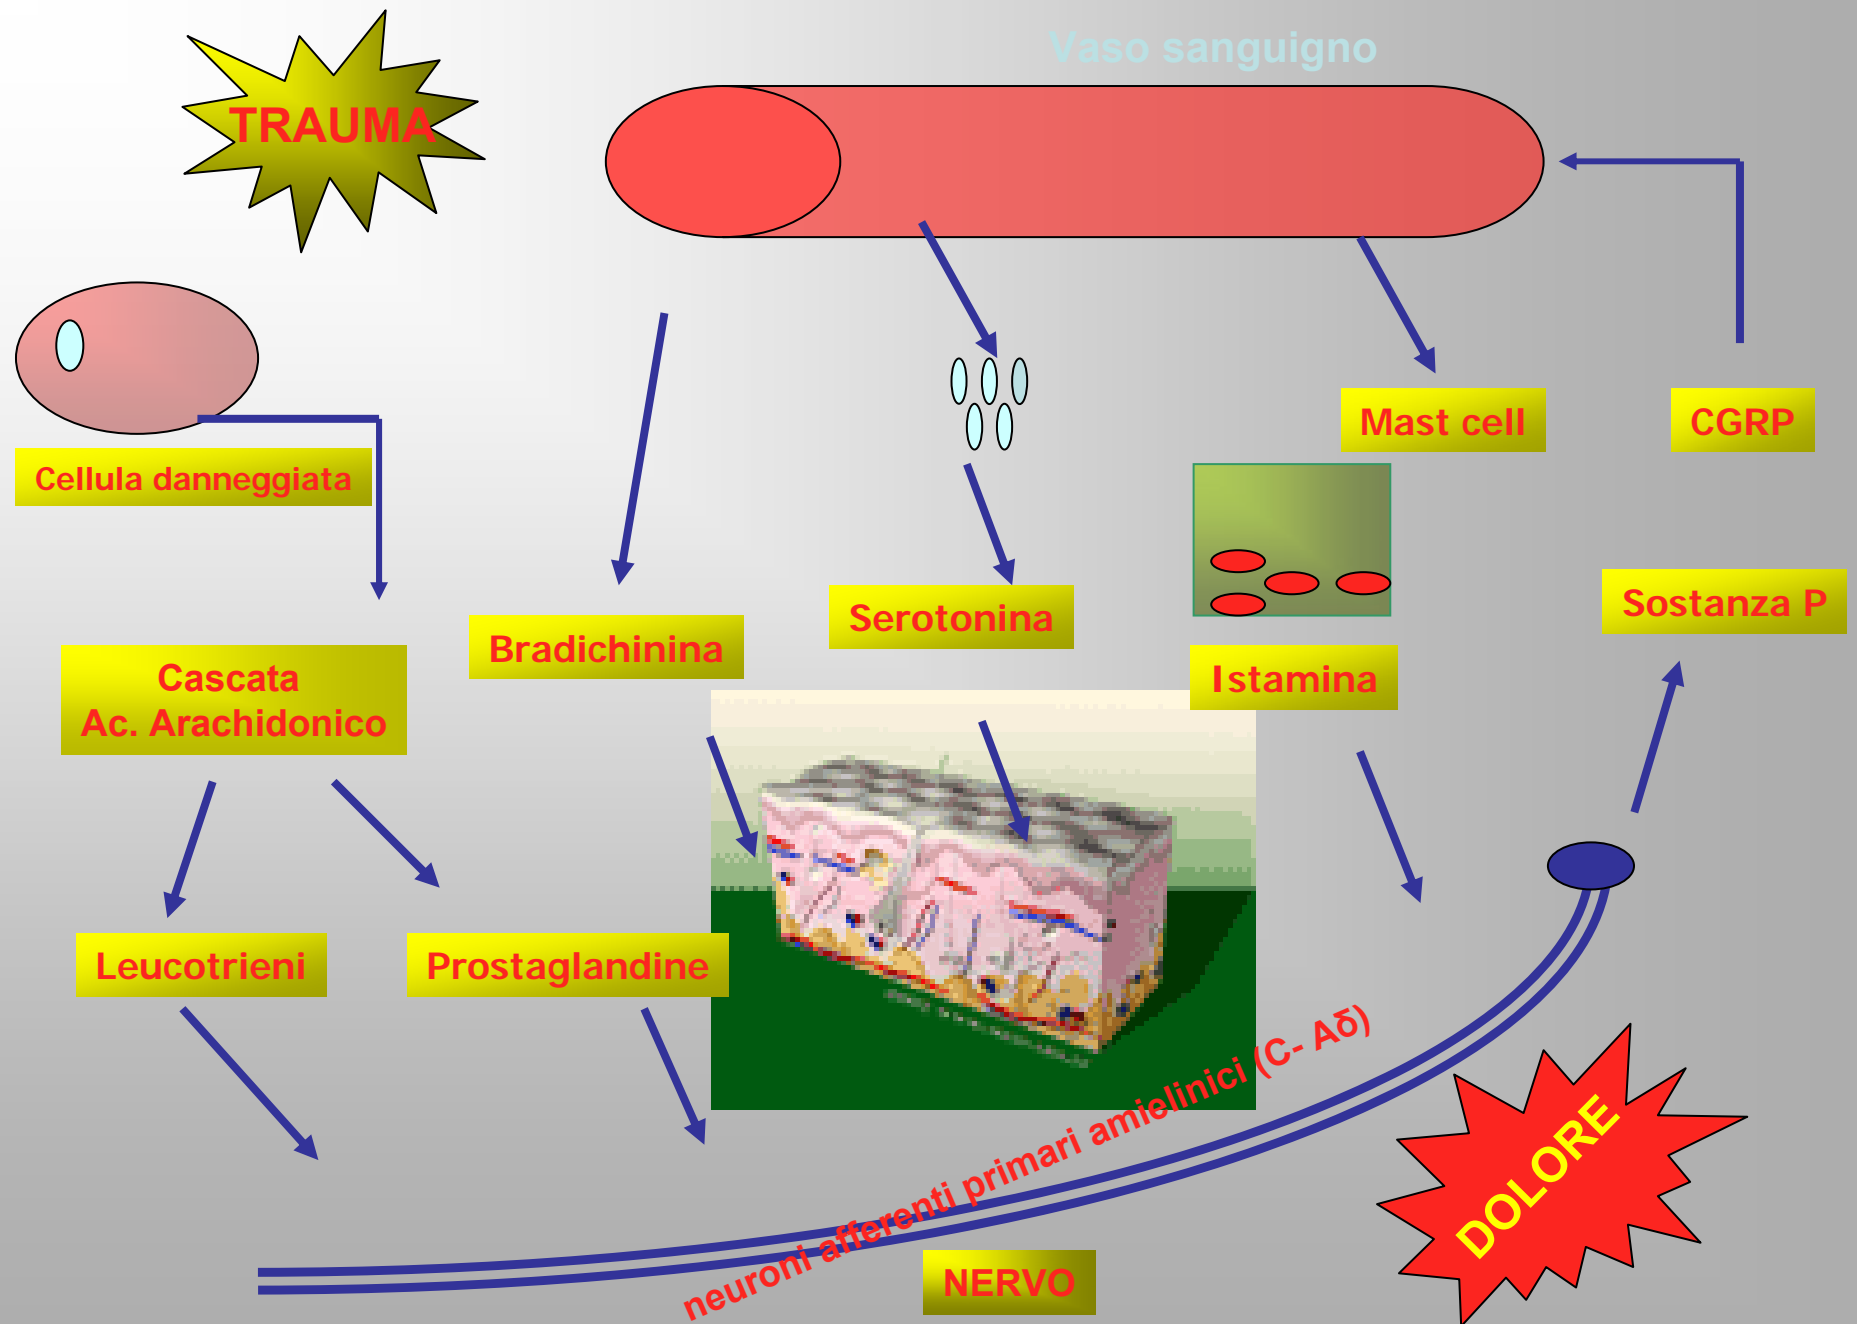 Vaso sanguigno
TRAUMA
Mast cell
CGRP
Cellula danneggiata
Sostanza P
Serotonina
Bradichinina
Istamina
Cascata
Ac. Arachidonico
Leucotrieni
Prostaglandine
neuroni afferenti primari amielinici (C- Aδ)
DOLORE
NERVO